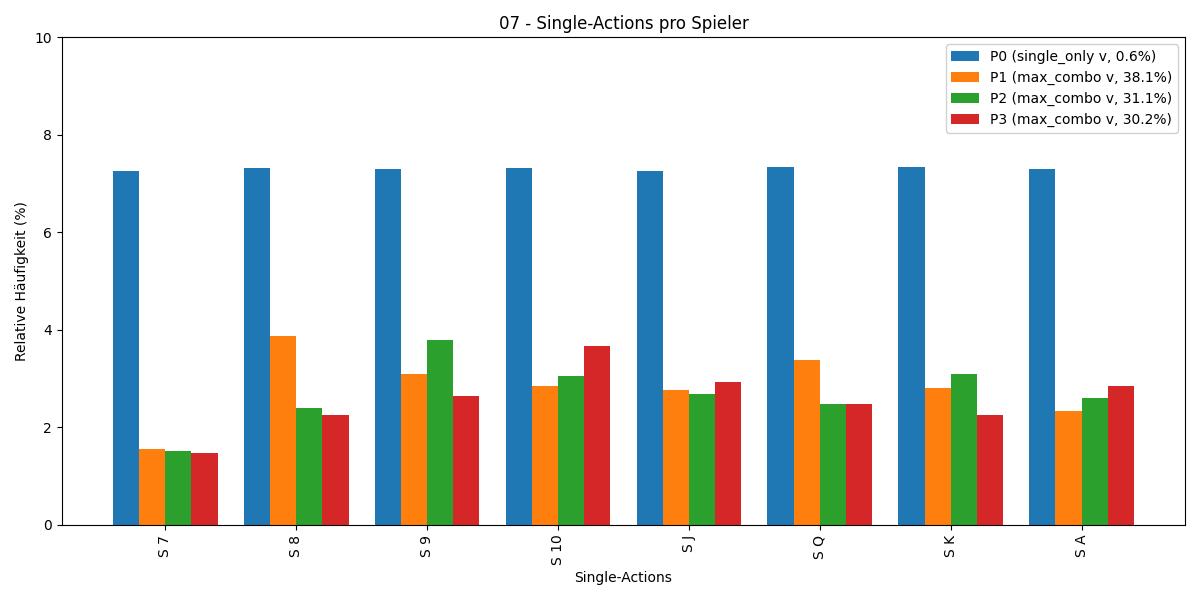 07 - Single-Actions pro Spieler
Relative Häufigkeit (%)
10
8
6
4
2
0
P0 (single_only v, 0.6%)
P1 (max_combo v, 38.1%)
P2 (max_combo v, 31.1%)
P3 (max_combo v, 30.2%)
S 7
S 8
S 9
S 10
S J
S Q
S K
S A
Single-Actions